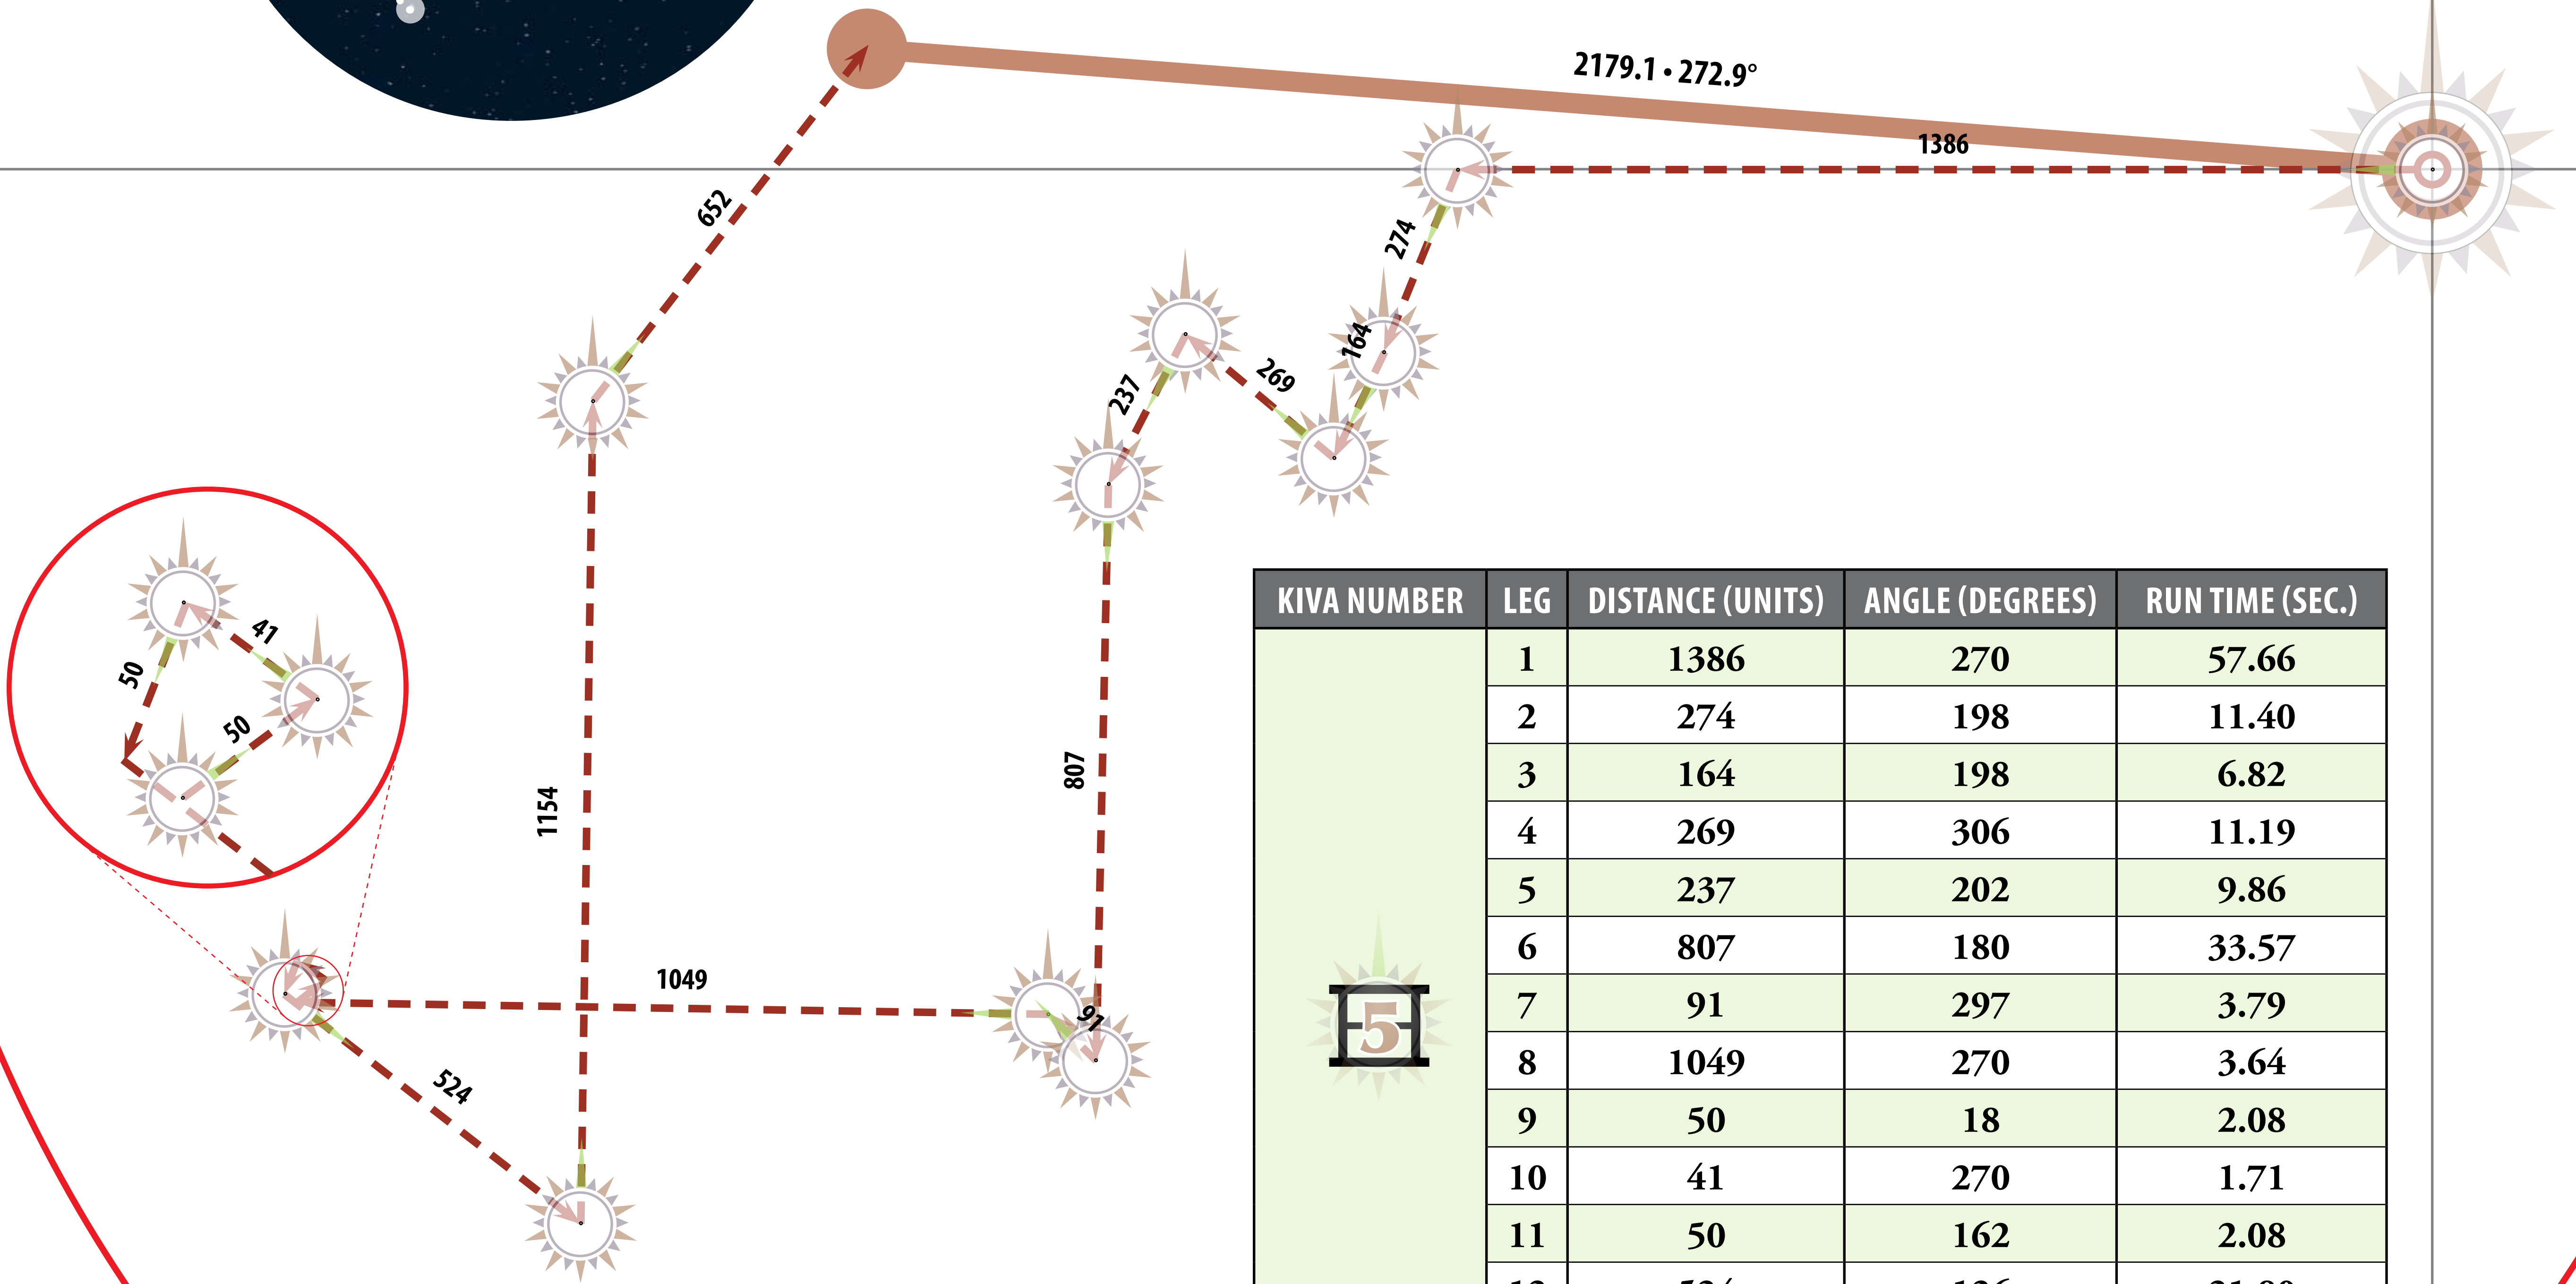 2179.1 • 272.9°
1386
652
274
164
269
237
41
50
50
807
1154
1049
91
524
KIVA NUMBER LEG DISTANCE (UNITS) ANGLE (DEGREES) RUN TIME (SEC.)
1 1386 270 57.66
2 274 198 11.40
3 164 198 6.82
4 269 306 11.19
5 237 202 9.86
6 807 180 33.57
7 91 297 3.79
5
8 1049 270 3.64
9 50 18 2.08
10 41 270 1.71
11 50 162 2.08